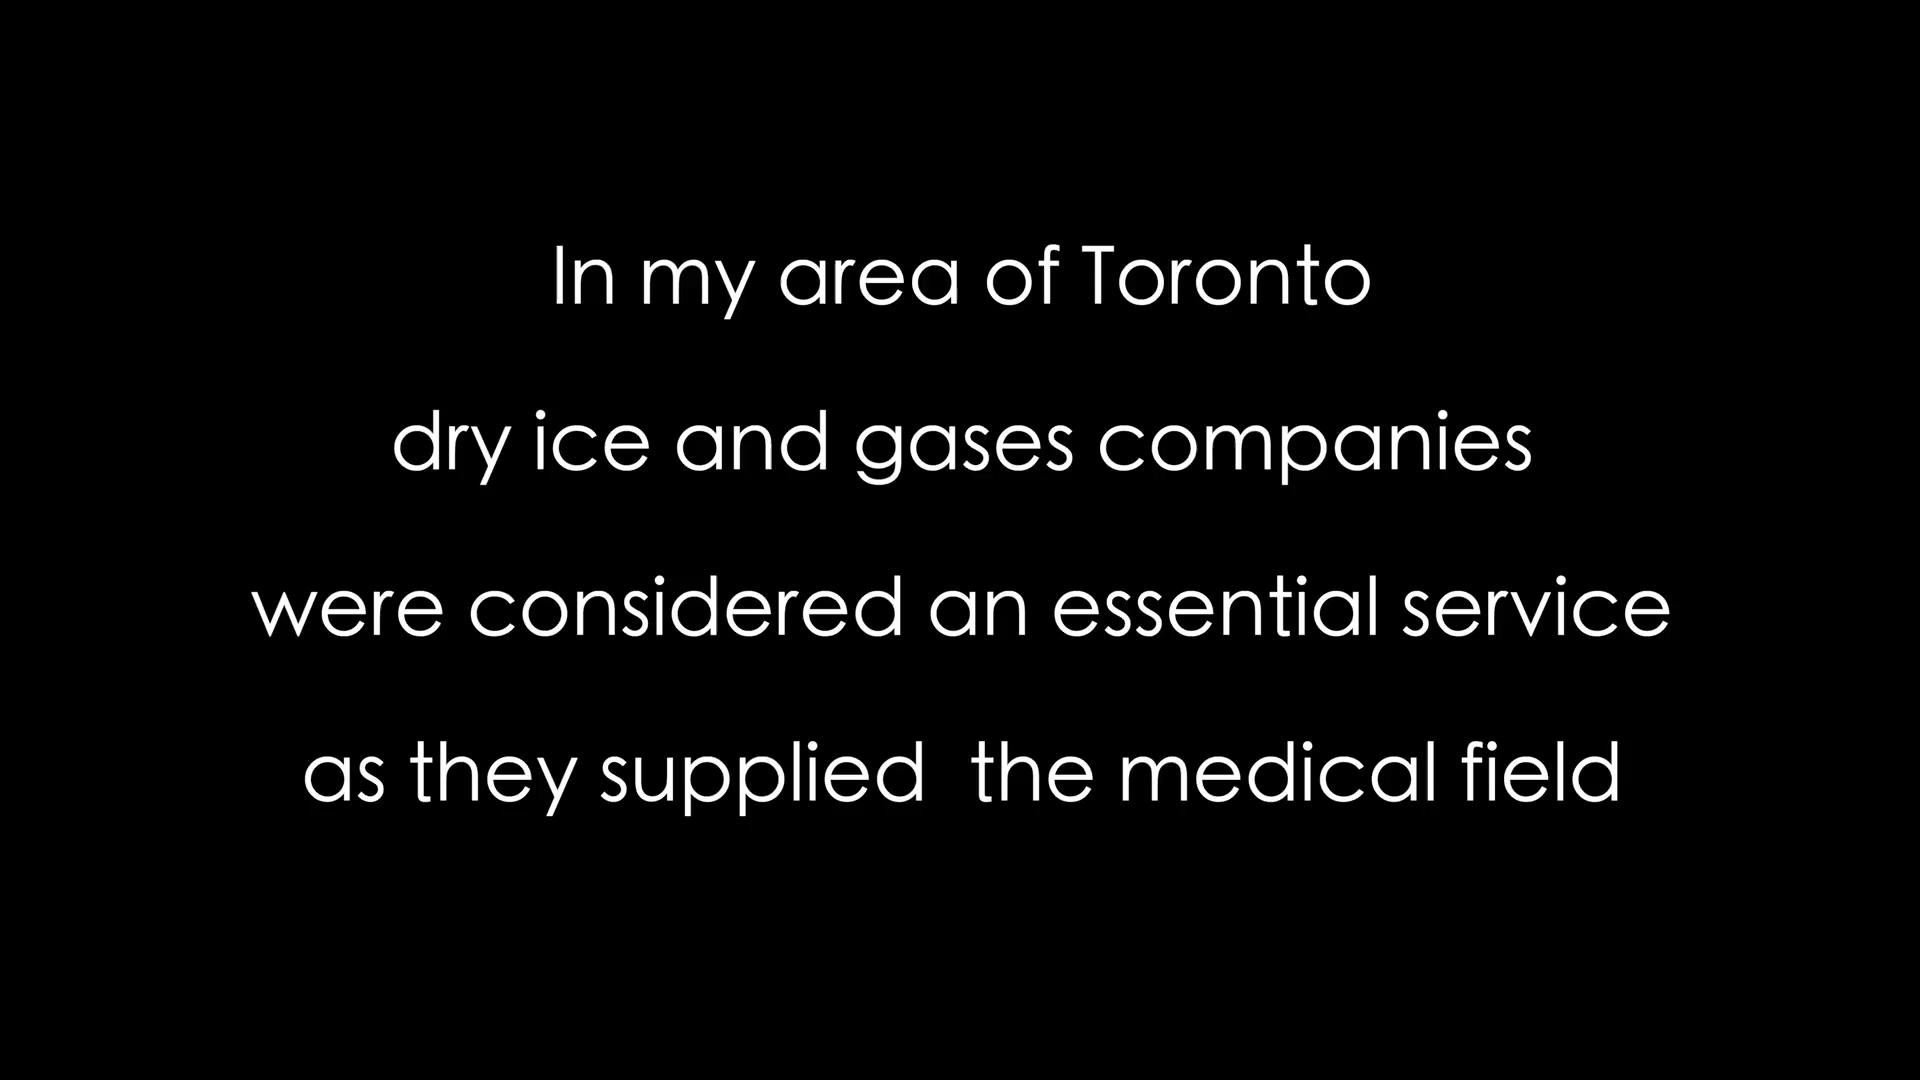 In my area of Toronto
dry ice and gases companies
were considered an essential service
as they supplied  the medical field